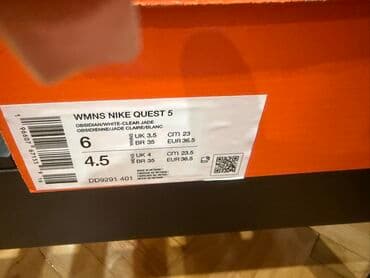 WMNS NIKE QUEST 5
OBSIDIAN/WHITE-CLEAR JADE
OBSIDIENNE/JADE CLAIRE/BLANC
6 UK 3.5 CM 23
BR 35 EUR 36.5
4.5 UK 4 CM 23.5
BR 35 EUR 36.5
DD9291 401